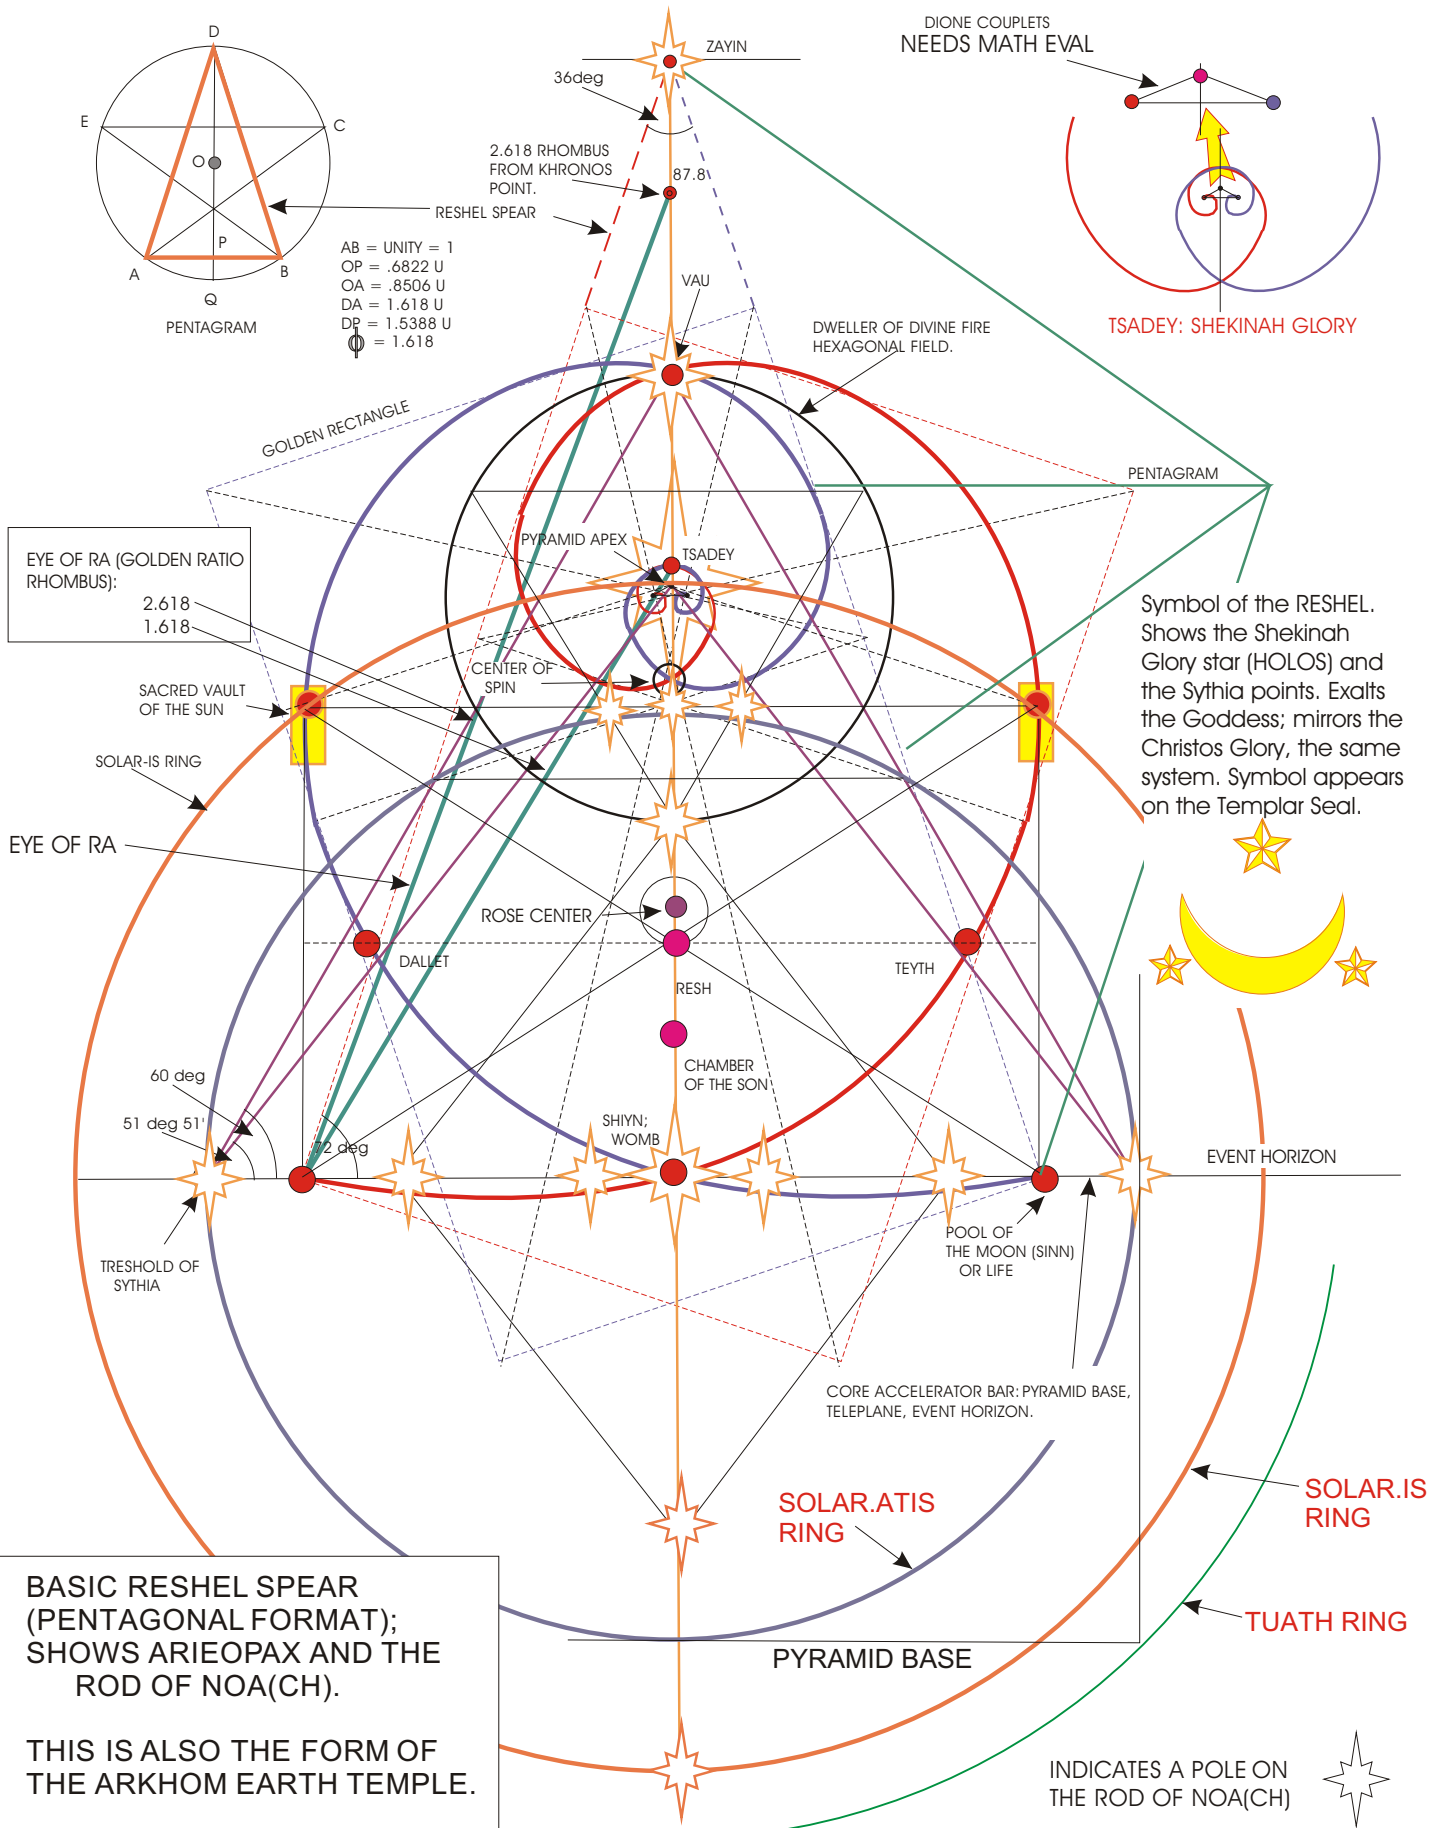 D
E
C
O
P
A
B
Q
PENTAGRAM
RESHEL SPEAR
AB = UNITY = 1
OP = .6822 U
OA = .8506 U
DA = 1.618 U
DP = 1.5388 U
ϕ = 1.618
ZAYIN
36deg
2.618 RHOMBUS
FROM KHRONOS
POINT.
87.8
VAU
DIONE COUPLETS
NEEDS MATH EVAL
TSADEY: SHEKINAH GLORY
DWELLER OF DIVINE FIRE
HEXAGONAL FIELD.
GOLDEN RECTANGLE
PENTAGRAM
EYE OF RA (GOLDEN RATIO
RHOMBUS):
2.618
1.618
PYRAMID APEX
TSADEY
CENTER OF
SPIN
SACRED VAULT
OF THE SUN
SOLAR-IS RING
EYE OF RA
Symbol of the RESHEL.
Shows the Shekinah
Glory star (HOLOS) and
the Sythia points. Exalts
the Goddess; mirrors the
Christos Glory, the same
system. Symbol appears
on the Templar Seal.
ROSE CENTER
DALLET
TEYTH
RESH
CHAMBER
OF THE SON
60 deg
51 deg 51'
72 deg
SHIYN;
WOMB
EVENT HORIZON
TRESHOLD OF
SYTHIA
POOL OF
THE MOON (SINN)
OR LIFE
CORE ACCELERATOR BAR: PYRAMID BASE,
TELEPLANE, EVENT HORIZON.
SOLAR.ATIS
RING
SOLAR.IS
RING
TUATH RING
PYRAMID BASE
BASIC RESHEL SPEAR
(PENTAGONAL FORMAT);
SHOWS ARIEOPAX AND THE
ROD OF NOA(CH).
THIS IS ALSO THE FORM OF
THE ARKHOM EARTH TEMPLE.
INDICATES A POLE ON
THE ROD OF NOA(CH)